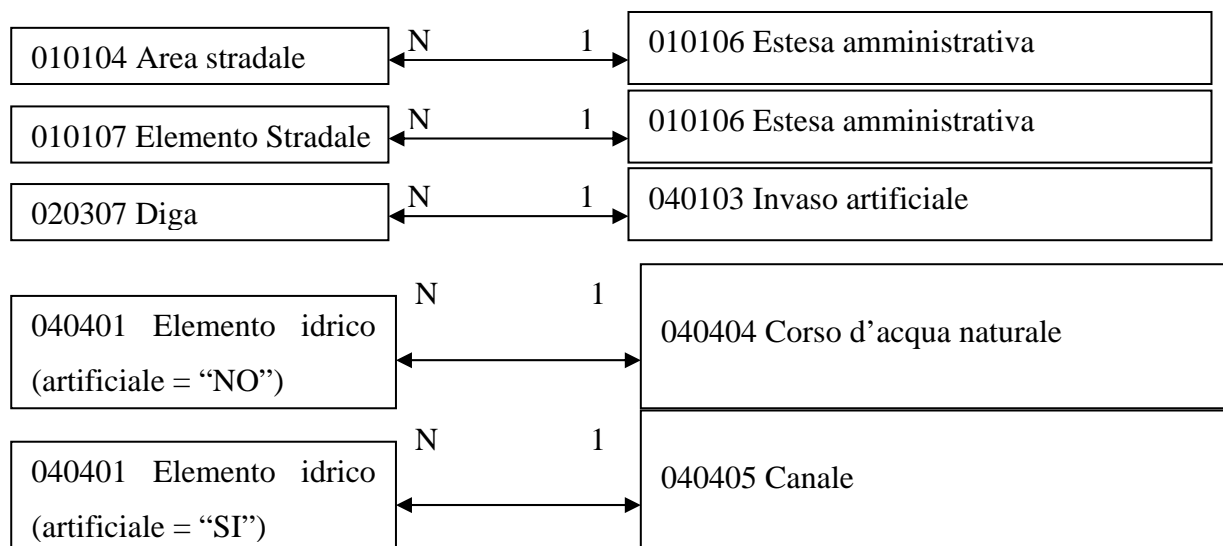 010104 Area stradale N 1 010106 Estesa amministrativa
010107 Elemento Stradale N 1 010106 Estesa amministrativa
020307 Diga N 1 040103 Invaso artificiale
N 1
040401 Elemento idrico
(artificiale = “NO”)
040404 Corso d’acqua naturale
N 1
040401 Elemento idrico
(artificiale = “SI”)
040405 Canale